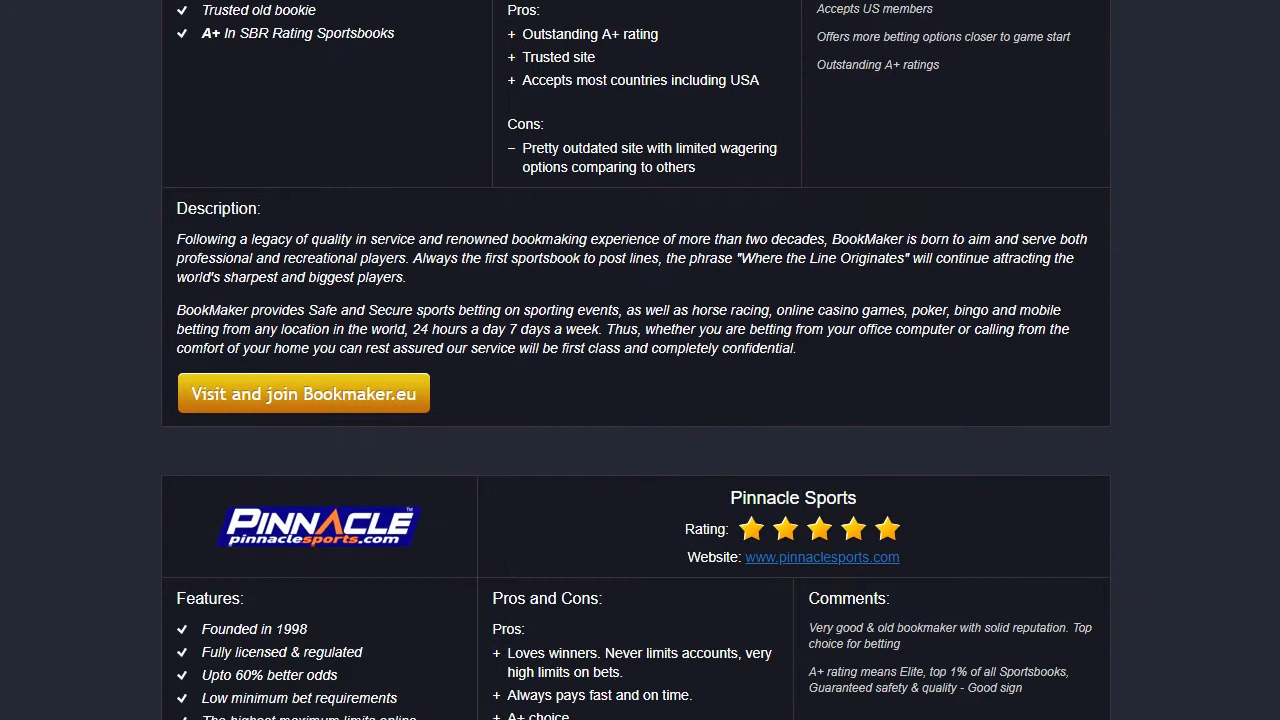 Trusted old bookie
A+ In SBR Rating Sportsbooks
Pros:
+ Outstanding A+ rating
+ Trusted site
+ Accepts most countries including USA
Cons:
– Pretty outdated site with limited wagering
options comparing to others
Accepts US members
Offers more betting options closer to game start
Outstanding A+ ratings
Description:
Following a legacy of quality in service and renowned bookmaking experience of more than two decades, BookMaker is born to aim and serve both
professional and recreational players. Always the first sportsbook to post lines, the phrase "Where the Line Originates" will continue attracting the
world's sharpest and biggest players.
BookMaker provides Safe and Secure sports betting on sporting events, as well as horse racing, online casino games, poker, bingo and mobile
betting from any location in the world, 24 hours a day 7 days a week. Thus, whether you are betting from your office computer or calling from the
comfort of your home you can rest assured our service will be first class and completely confidential.
Visit and join Bookmaker.eu
PINNACLE™
pinnaclesports.com
Pinnacle Sports
Rating:
Website: www.pinnaclesports.com
Features:
Founded in 1998
Fully licensed & regulated
Upto 60% better odds
Low minimum bet requirements
The highest maximum limits online
Pros and Cons:
Pros:
+ Loves winners. Never limits accounts, very
high limits on bets.
+ Always pays fast and on time.
+ A+ choice
Comments:
Very good & old bookmaker with solid reputation. Top
choice for betting
A+ rating means Elite, top 1% of all Sportsbooks,
Guaranteed safety & quality - Good sign